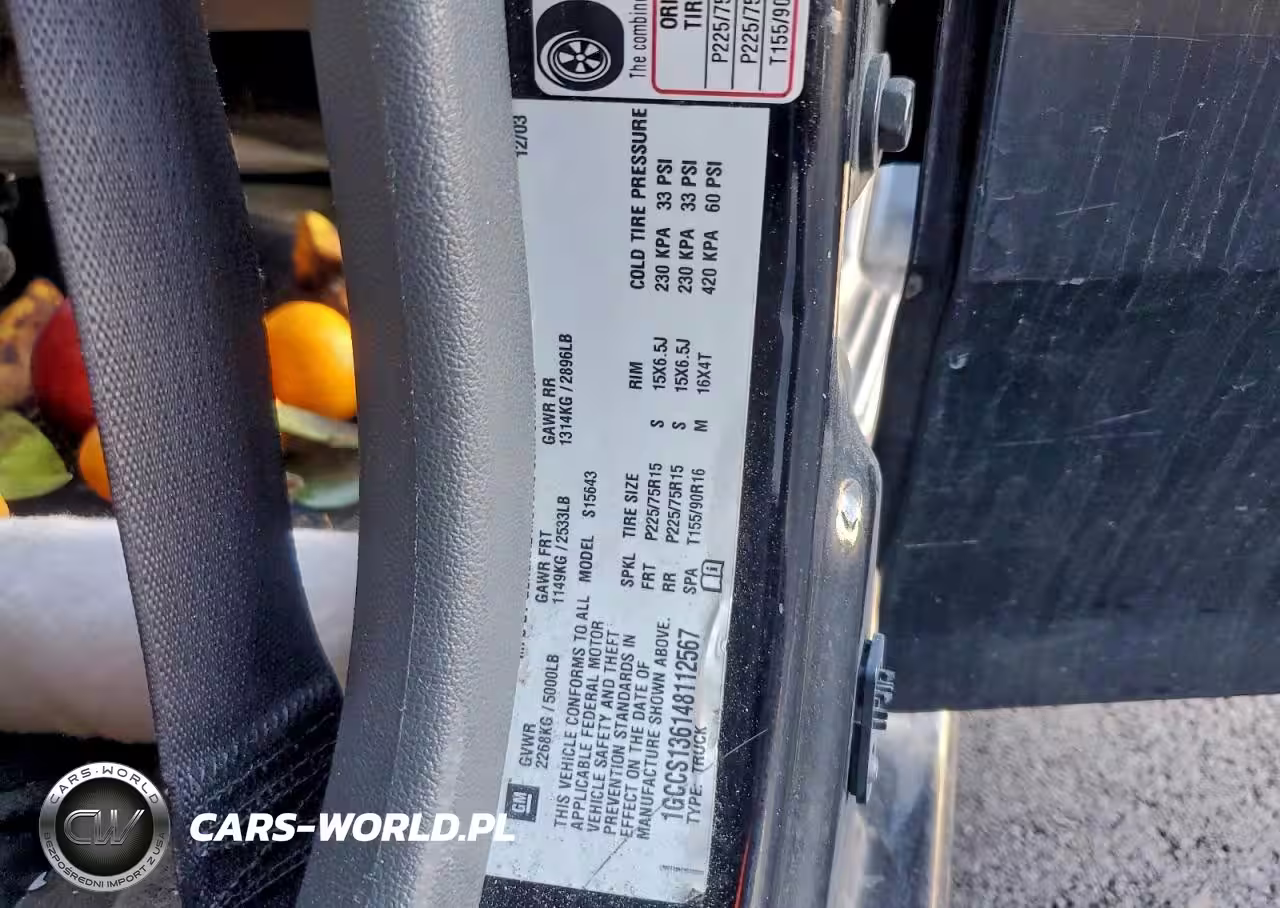 The combin
ORI
TIR
P225/75
P225/75
T155/90
12/03
GM
GVWR
2268KG / 5000LB
GAWR FRT
1149KG / 2533LB
GAWR RR
1314KG / 2896LB
THIS VEHICLE CONFORMS TO ALL
APPLICABLE FEDERAL MOTOR
VEHICLE SAFETY AND THEFT
PREVENTION STANDARDS IN
EFFECT ON THE DATE OF
MANUFACTURE SHOWN ABOVE.
1GCCS136148112567
TYPE: TRUCK
MODEL S15643
SPKL TIRE SIZE RIM COLD TIRE PRESSURE
FRT P225/75R15 S 15X6.5J 230 KPA 33 PSI
RR P225/75R15 S 15X6.5J 230 KPA 33 PSI
SPA T155/90R16 M 16X4T 420 KPA 60 PSI
CARS-WORLD
CW
BEZPOŚREDNI IMPORT Z USA
CARS-WORLD.PL